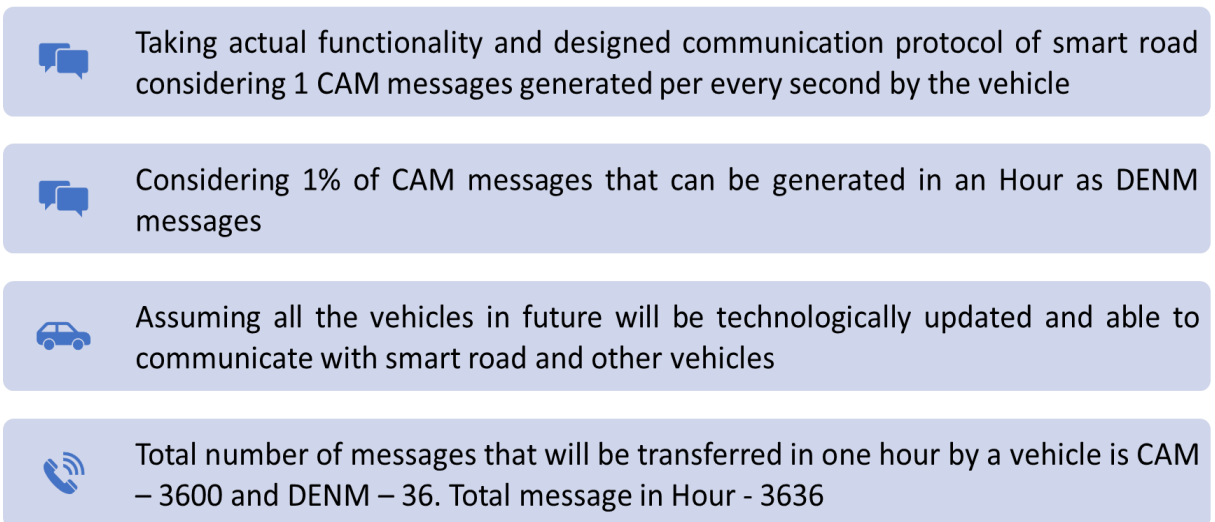 Taking actual functionality and designed communication protocol of smart road
considering 1 CAM messages generated per every second by the vehicle
Considering 1% of CAM messages that can be generated in an Hour as DENM
messages
Assuming all the vehicles in future will be technologically updated and able to
communicate with smart road and other vehicles
Total number of messages that will be transferred in one hour by a vehicle is CAM
– 3600 and DENM – 36. Total message in Hour - 3636